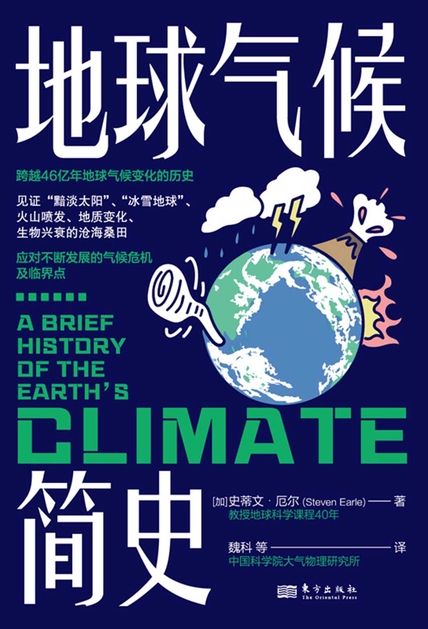 地球气候
跨越46亿年地球气候变化的历史
见证“黯淡太阳”、“冰雪地球”、
火山喷发、地质变化、
生物兴衰的沧海桑田
应对不断发展的气候危机
及临界点
A BRIEF
HISTORY
OF THE
EARTH'S
CLIMATE
简史
[加]史蒂文·厄尔 (Steven Earle) 著
教授地球科学课程40年
魏科 等 译
中国科学院大气物理研究所
东方出版社
The Oriental Press